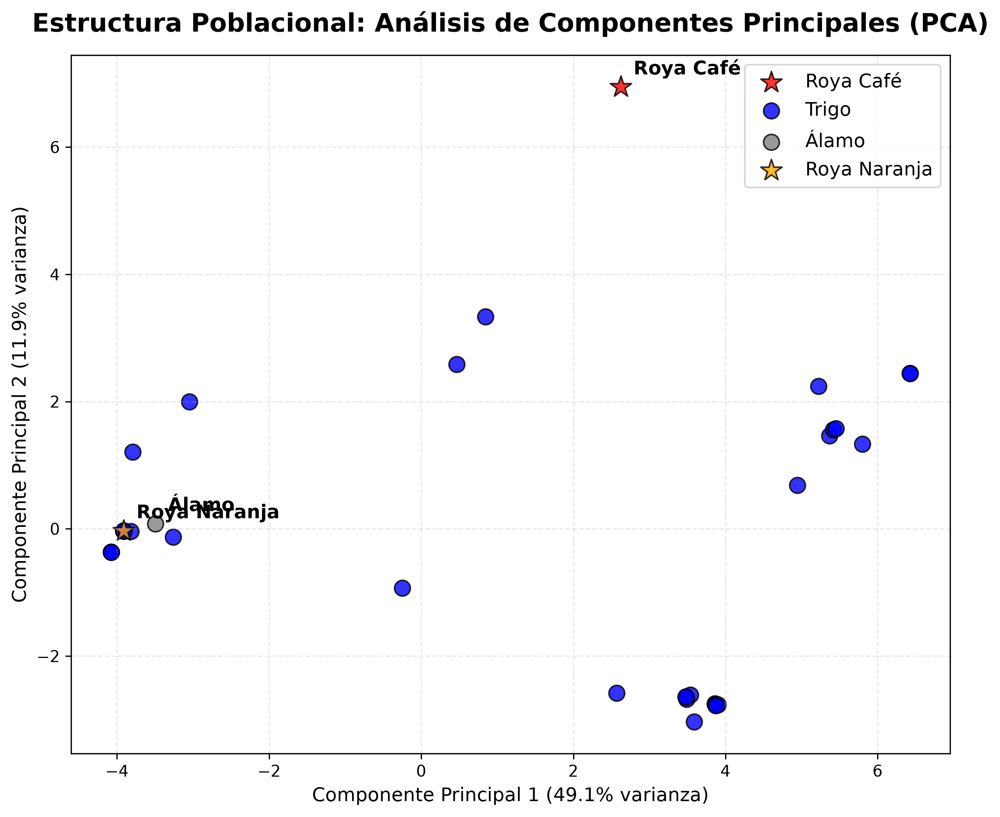 Estructura Poblacional: Análisis de Componentes Principales (PCA)
Roya Café
Roya Café
Trigo
Álamo
Roya Naranja
Componente Principal 2 (11.9% varianza)
6
4
2
0
−2
Álamo
Roya Naranja
−4
−2
0
2
4
6
Componente Principal 1 (49.1% varianza)